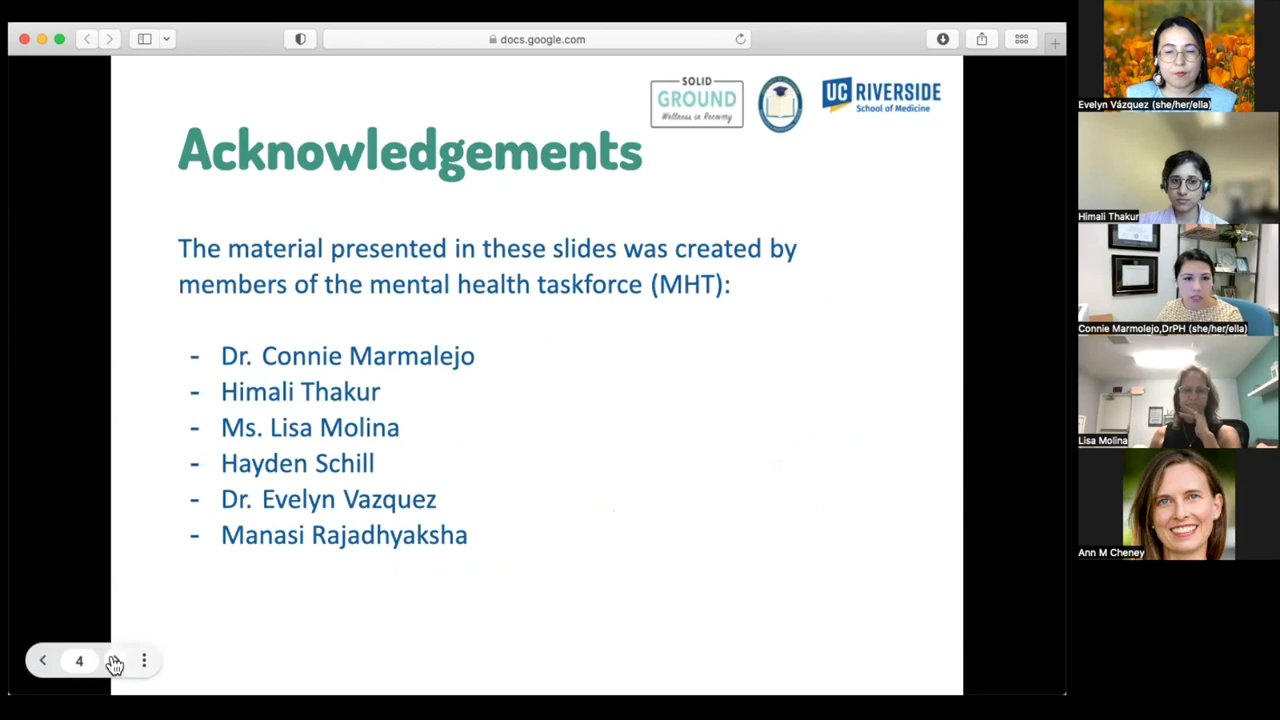 docs.google.com
SOLID
GROUND
Wellness in Recovery
UC RIVERSIDE
School of Medicine
Acknowledgements
The material presented in these slides was created by
members of the mental health taskforce (MHT):
- Dr. Connie Marmalejo
- Himali Thakur
- Ms. Lisa Molina
- Hayden Schill
- Dr. Evelyn Vazquez
- Manasi Rajadhyaksha
4
Evelyn Vázquez (she/her/ella)
Himali Thakur
Connie Marmolejo,DrPH (she/her/ella)
Lisa Molina
Ann M Cheney